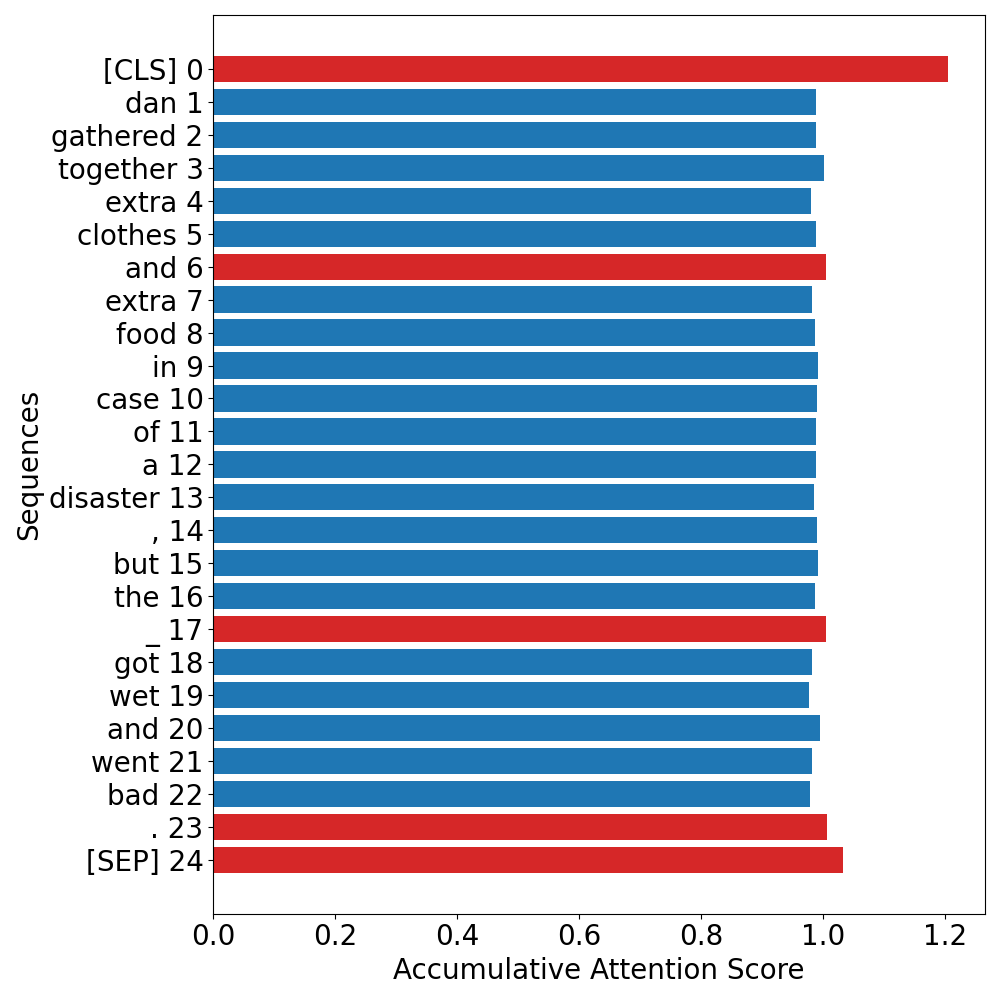 [CLS] 0
dan 1
gathered 2
together 3
extra 4
clothes 5
and 6
extra 7
food 8
in 9
case 10
of 11
a 12
disaster 13
, 14
but 15
the 16
_ 17
got 18
wet 19
and 20
went 21
bad 22
. 23
[SEP] 24
Sequences
0.0 0.2 0.4 0.6 0.8 1.0 1.2
Accumulative Attention Score